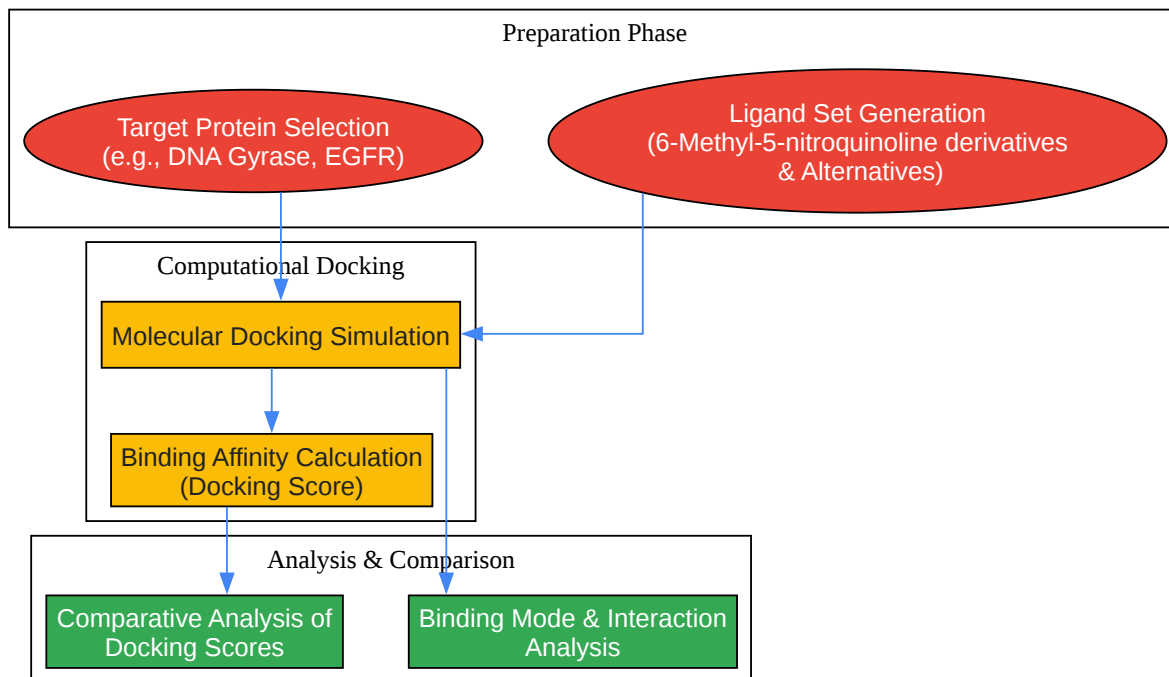 Preparation Phase
Target Protein Selection
(e.g., DNA Gyrase, EGFR)
Ligand Set Generation
(6-Methyl-5-nitroquinoline derivatives
& Alternatives)
Computational Docking
Molecular Docking Simulation
Binding Affinity Calculation
(Docking Score)
Analysis & Comparison
Comparative Analysis of
Docking Scores
Binding Mode & Interaction
Analysis